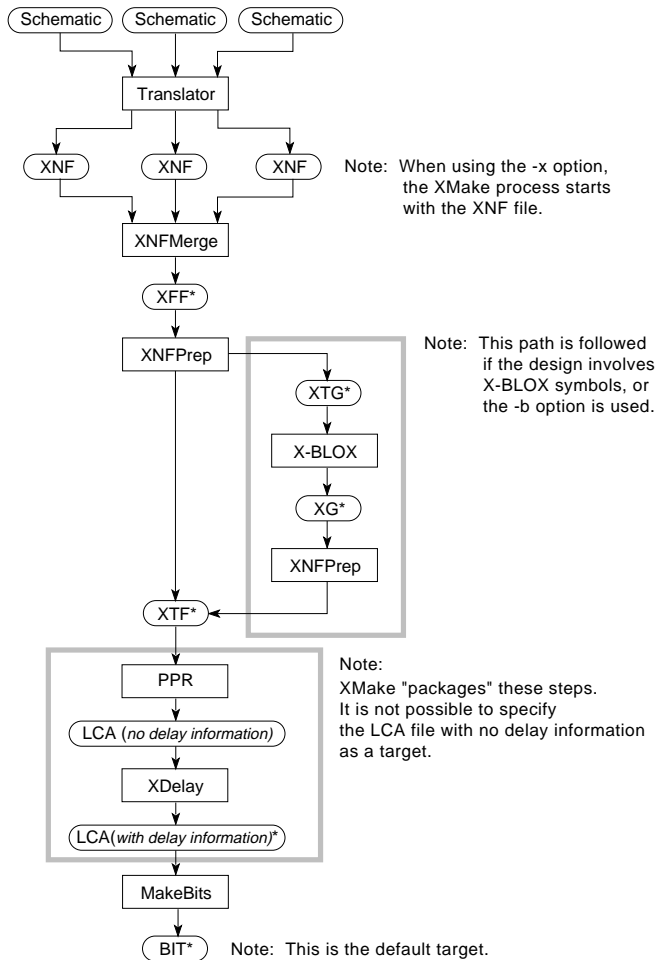 Schematic Schematic Schematic
Translator
XNF XNF XNF
Note: When using the -x option,
the XMake process starts
with the XNF file.
XNFMerge
XFF*
XNFPrep
Note: This path is followed
if the design involves
X-BLOX symbols, or
the -b option is used.
XTG*
X-BLOX
XG*
XNFPrep
XTF*
PPR
LCA (no delay information)
XDelay
LCA(with delay information)*
Note:
XMake "packages" these steps.
It is not possible to specify
the LCA file with no delay information
as a target.
MakeBits
BIT* Note: This is the default target.